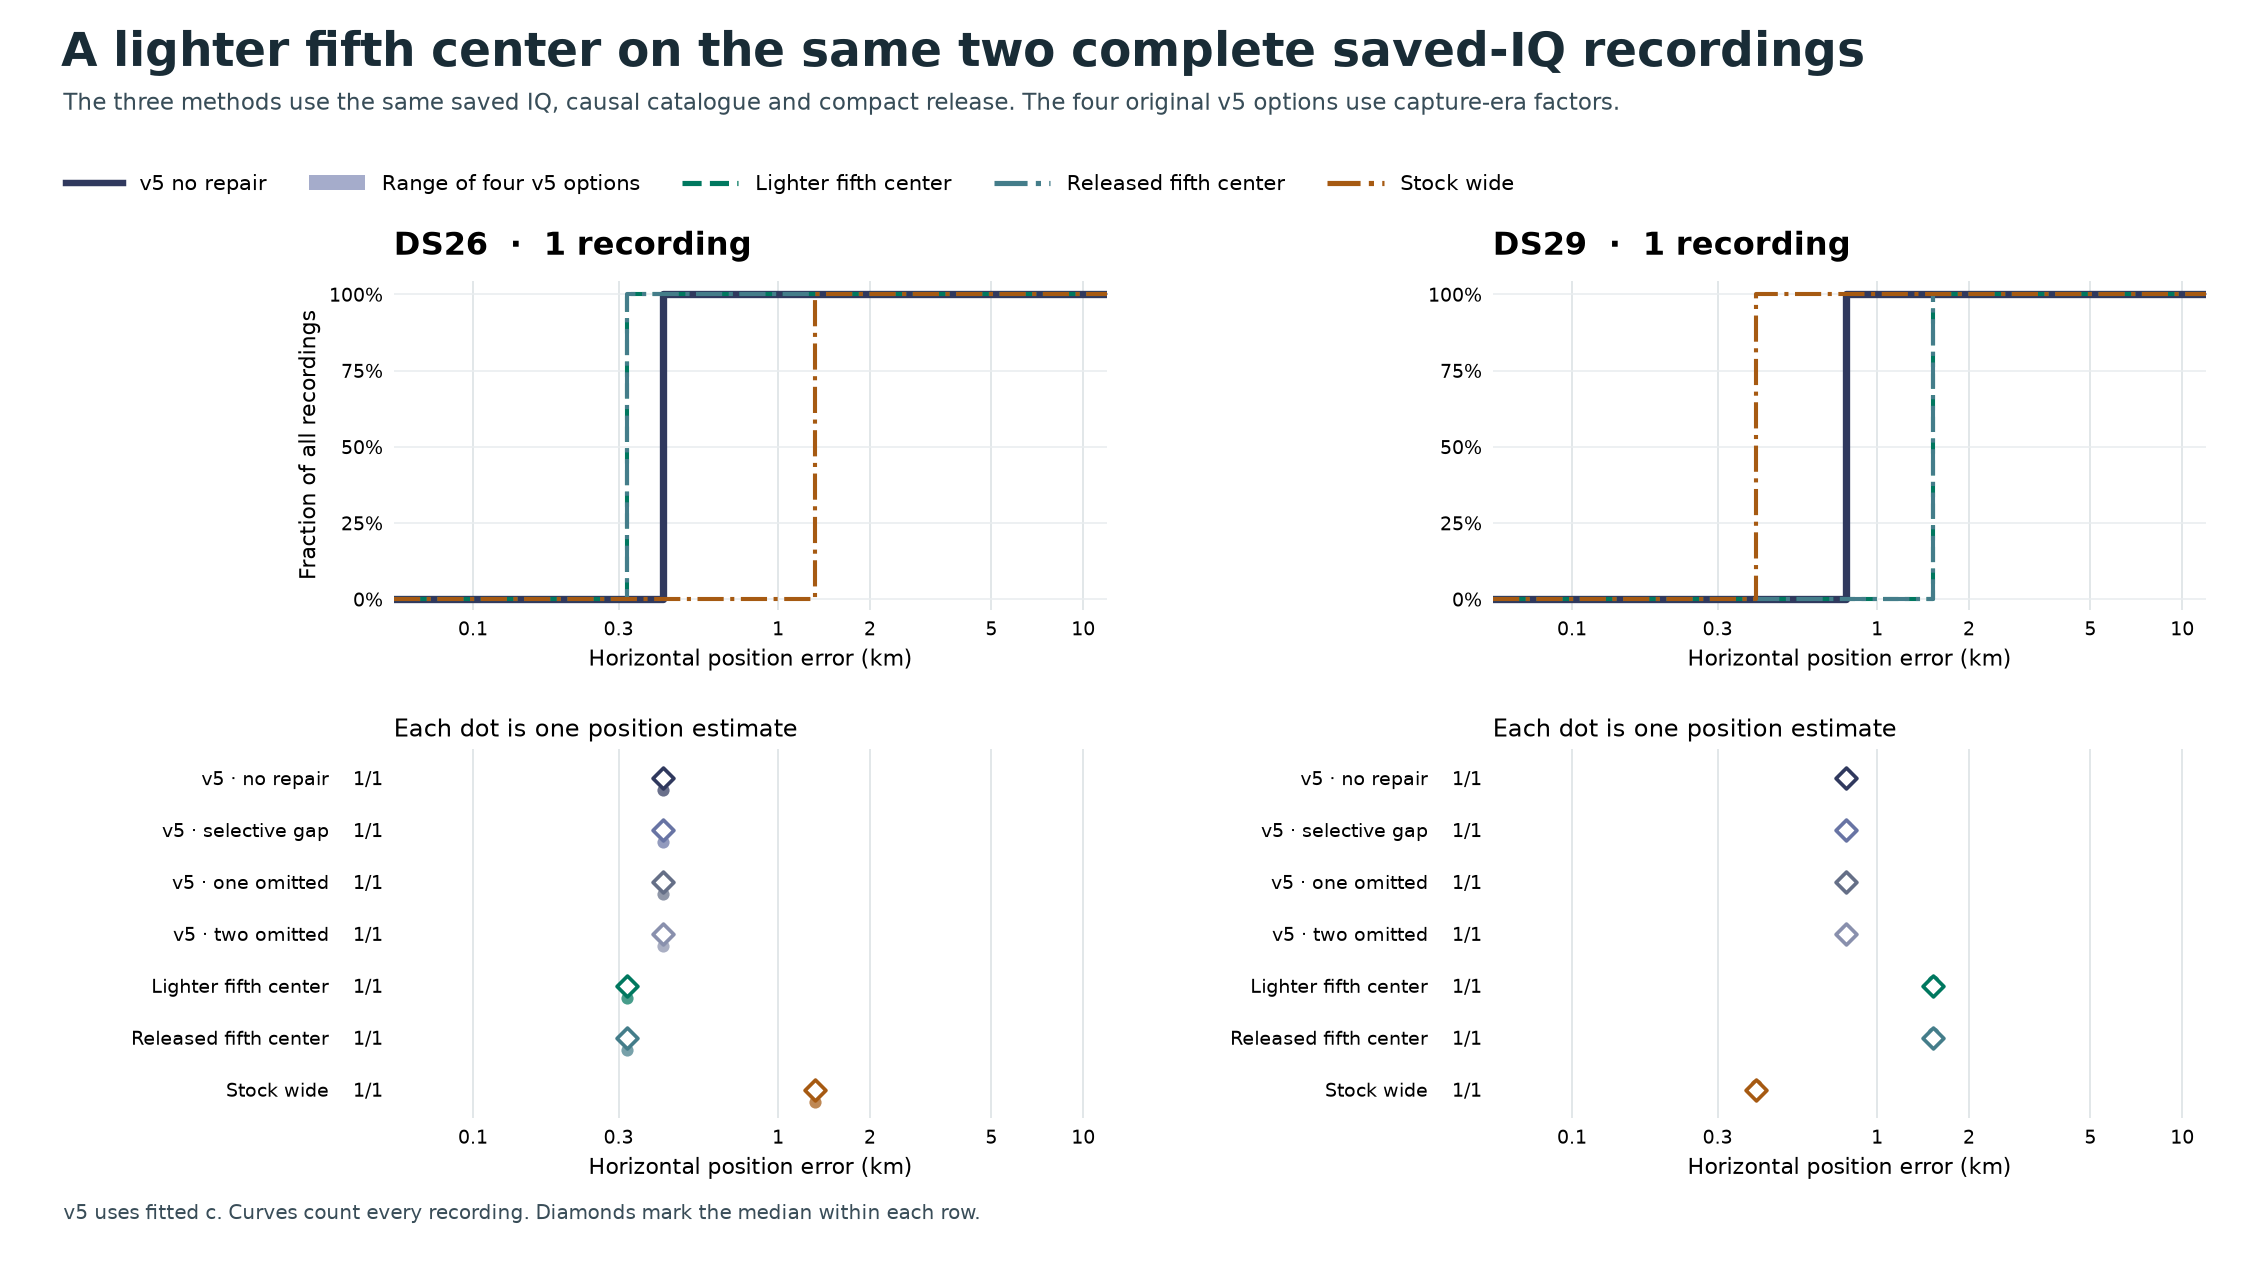 A lighter fifth center on the same two complete saved-IQ recordings
The three methods use the same saved IQ, causal catalogue and compact release. The four original v5 options use capture-era factors.
v5 no repair
Range of four v5 options
Lighter fifth center
Released fifth center
Stock wide
DS26 · 1 recording
100%
75%
50%
25%
0%
Fraction of all recordings
0.1 0.3 1 2 5 10
Horizontal position error (km)
DS29 · 1 recording
100%
75%
50%
25%
0%
0.1 0.3 1 2 5 10
Horizontal position error (km)
Each dot is one position estimate
v5 · no repair 1/1
v5 · selective gap 1/1
v5 · one omitted 1/1
v5 · two omitted 1/1
Lighter fifth center 1/1
Released fifth center 1/1
Stock wide 1/1
0.1 0.3 1 2 5 10
Horizontal position error (km)
Each dot is one position estimate
v5 · no repair 1/1
v5 · selective gap 1/1
v5 · one omitted 1/1
v5 · two omitted 1/1
Lighter fifth center 1/1
Released fifth center 1/1
Stock wide 1/1
0.1 0.3 1 2 5 10
Horizontal position error (km)
v5 uses fitted c. Curves count every recording. Diamonds mark the median within each row.